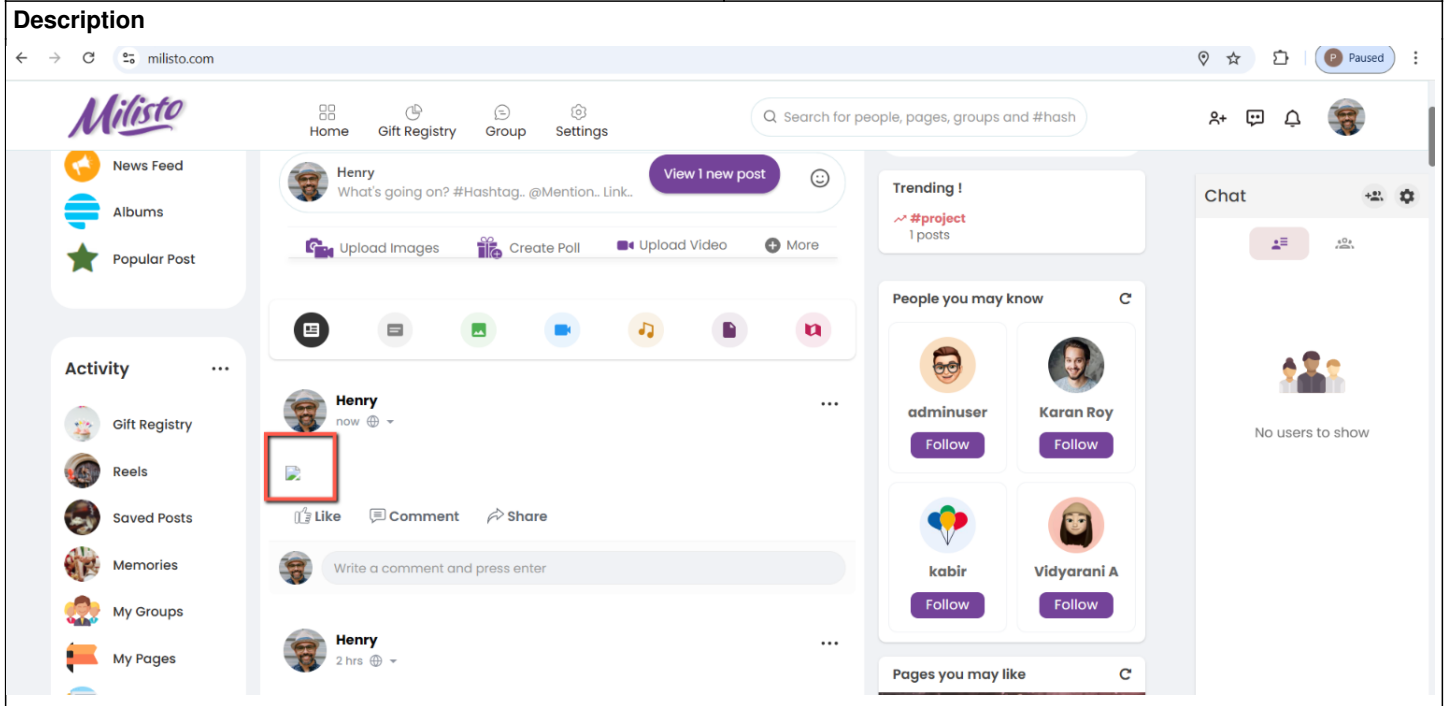 Description
milisto.com
Paused
Milisto
Home Gift Registry Group Settings
Search for people, pages, groups and #hash
News Feed
Albums
Popular Post
Activity
Gift Registry
Reels
Saved Posts
Memories
My Groups
My Pages
Henry
What's going on? #Hashtag.. @Mention.. Link..
View 1 new post
Upload Images Create Poll Upload Video More
Henry
now
Like Comment Share
Write a comment and press enter
Henry
2 hrs
Trending !
#project
1 posts
People you may know
adminuser Karan Roy
Follow Follow
kabir Vidyarani A
Follow Follow
Pages you may like
Chat
No users to show